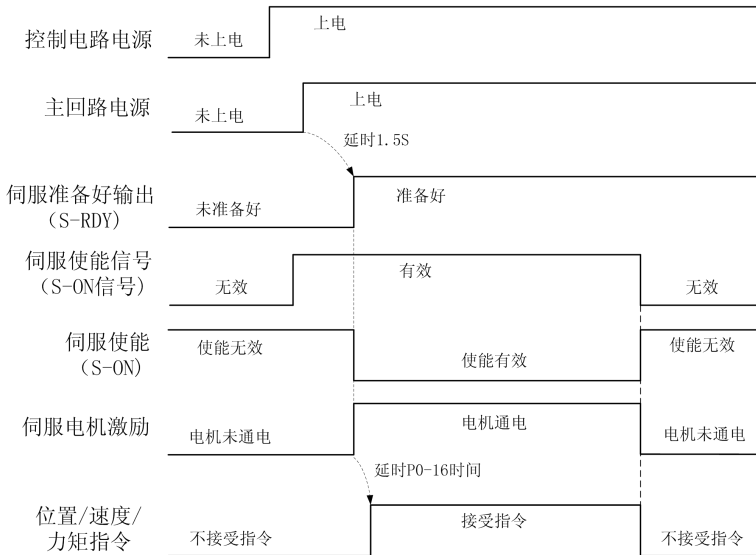 控制电路电源
未上电
上电
主回路电源
未上电
上电
延时1.5S
伺服准备好输出
(S-RDY)
未准备好
准备好
伺服使能信号
(S-ON信号)
无效
有效
无效
伺服使能
(S-ON)
使能无效
使能有效
使能无效
伺服电机激励
电机未通电
电机通电
电机未通电
延时P0-16时间
位置/速度/
力矩指令
不接受指令
接受指令
不接受指令